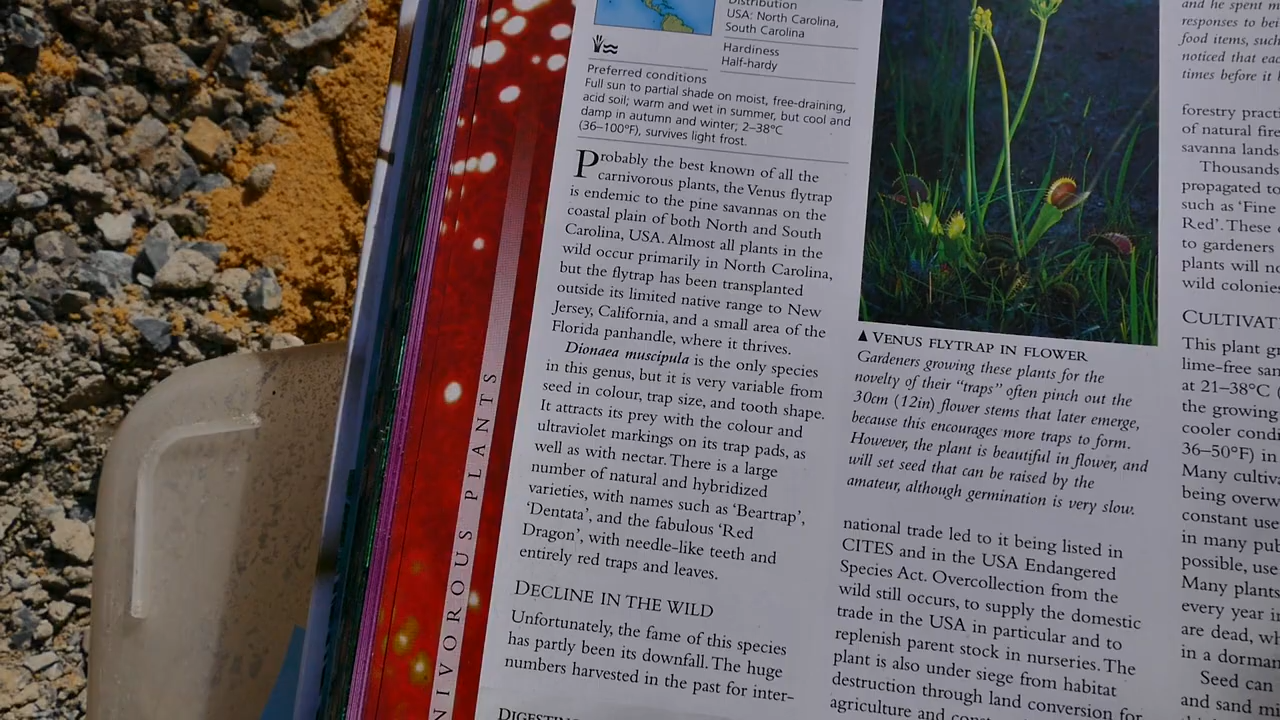 Distribution
USA: North Carolina,
South Carolina
Hardiness
Half-hardy
Preferred conditions
Full sun to partial shade on moist, free-draining,
acid soil; warm and wet in summer, but cool and
damp in autumn and winter; 2–38°C
(36–100°F), survives light frost.
Probably the best known of all the
carnivorous plants, the Venus flytrap
is endemic to the pine savannas on the
coastal plain of both North and South
Carolina, USA. Almost all plants in the
wild occur primarily in North Carolina,
but the flytrap has been transplanted
outside its limited native range to New
Jersey, California, and a small area of the
Florida panhandle, where it thrives.
Dionaea muscipula is the only species
in this genus, but it is very variable from
seed in colour, trap size, and tooth shape.
It attracts its prey with the colour and
ultraviolet markings on its trap pads, as
well as with nectar. There is a large
number of natural and hybridized
varieties, with names such as ‘Beartrap’,
‘Dentata’, and the fabulous ‘Red
Dragon’, with needle-like teeth and
entirely red traps and leaves.
DECLINE IN THE WILD
Unfortunately, the fame of this species
has partly been its downfall. The huge
numbers harvested in the past for inter-
▲ VENUS FLYTRAP IN FLOWER
Gardeners growing these plants for the
novelty of their “traps” often pinch out the
30cm (12in) flower stems that later emerge,
because this encourages more traps to form.
However, the plant is beautiful in flower, and
will set seed that can be raised by the
amateur, although germination is very slow.
national trade led to it being listed in
CITES and in the USA Endangered
Species Act. Overcollection from the
wild still occurs, to supply the domestic
trade in the USA in particular and to
replenish parent stock in nurseries. The
plant is also under siege from habitat
destruction through land conversion for
agriculture and
and he spent
responses to
food items,
noticed that
times before it
forestry
of natural
savanna
Thousands
propagated to
such as ‘Fine
Red’. These
to gardeners
plants will
wild
This plant
lime-free
at 21–38°C
the growing
cooler
36–50°F) in
Many
being
constant
in many
possible,
Many plants
every year
are dead,
in a
Seed can
and sand
NIVOROUS PLANTS